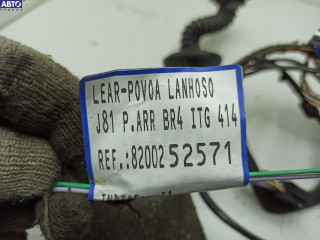 АВТО
LEAR-POVOA LANHOSO
J81 P.ARR BR4 ITG 414
REF.:8200252571